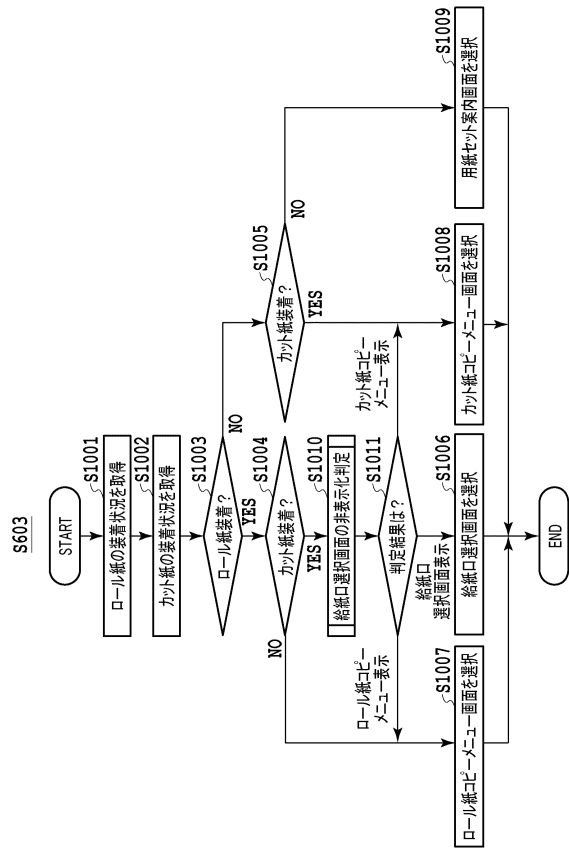 S603
START
S1001
ロール紙の装着状況を取得
S1002
カット紙の装着状況を取得
S1003
ロール紙装着?
NO
YES
S1004
カット紙装着?
NO
YES
S1005
カット紙装着?
NO
YES
S1010
給紙口選択画面の非表示化判定
S1011
判定結果は?
ロール紙コピー
メニュー表示
給紙口
選択画面表示
カット紙コピー
メニュー表示
S1007
ロール紙コピーメニュー画面を選択
S1006
給紙口選択画面を選択
S1008
カット紙コピーメニュー画面を選択
S1009
用紙セット案内画面を選択
END